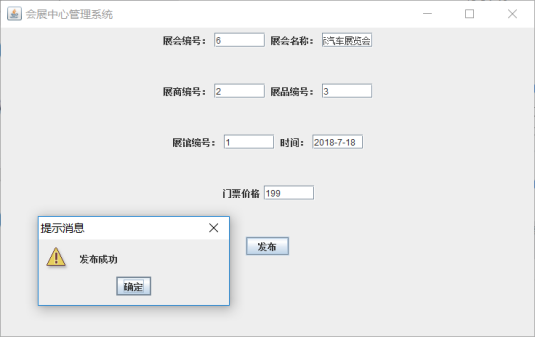 会展中心管理系统
展会编号： 6 展会名称： 汽车展览会
展商编号： 2 展品编号： 3
展馆编号： 1 时间： 2018-7-18
门票价格 199
提示消息
发布
发布成功
确定